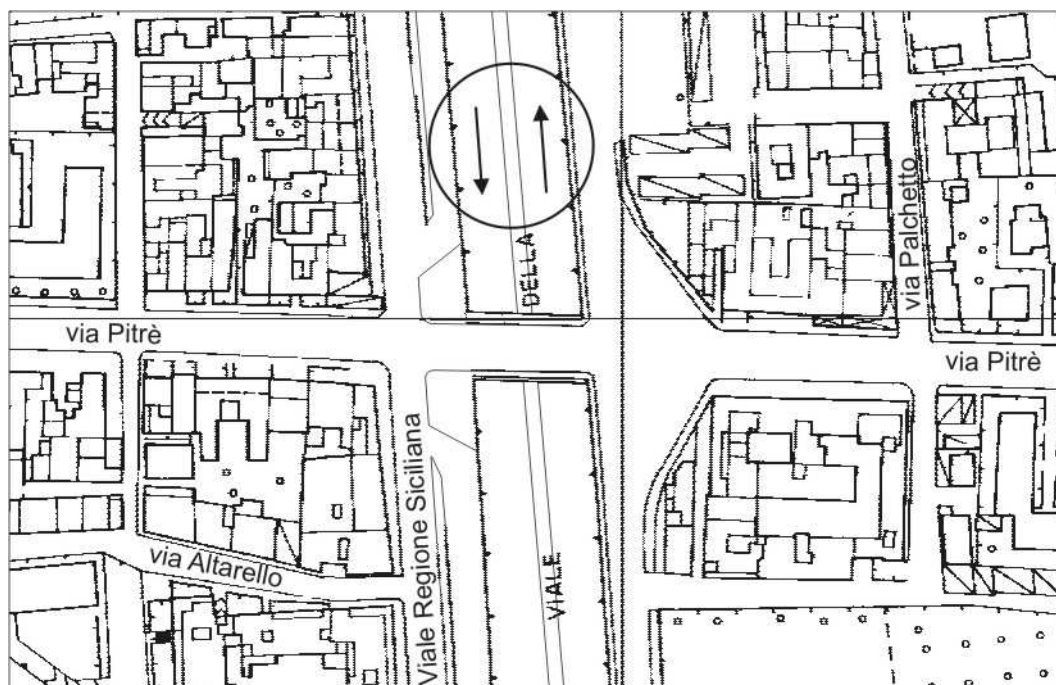 DELLA
via Palchetto
via Pitrè
via Pitrè
Viale Regione Siciliana
via Altarello
VIALE